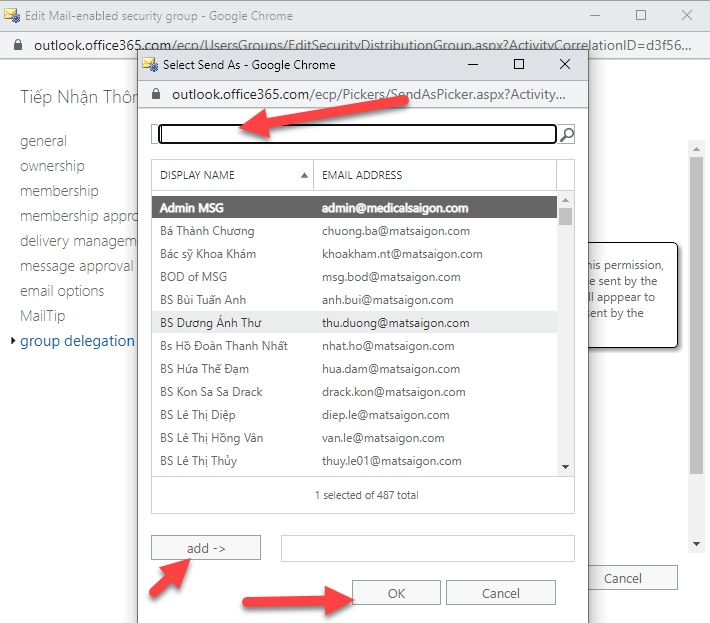 Edit Mail-enabled security group - Google Chrome
outlook.office365.com/ecp/UsersGroups/EditSecurityDistributionGroup.aspx?ActivityCorrelationID=d3f56...
Select Send As - Google Chrome
outlook.office365.com/ecp/Pickers/SendAsPicker.aspx?Activity...
Tiếp Nhận
general
ownership
membership
membership
delivery
message approval
email options
MailTip
group delegation
DISPLAY NAME EMAIL ADDRESS
Admin MSG admin@medicalsaigon.com
Bá Thành Chương chuong.ba@matsaigon.com
Bác sỹ Khoa Khám khoakham.nt@matsaigon.com
BOD of MSG msg.bod@matsaigon.com
BS Bùi Tuấn Anh anh.bui@matsaigon.com
BS Dương Ánh Thư thu.duong@matsaigon.com
Bs Hồ Đoàn Thanh Nhất nhat.ho@matsaigon.com
BS Hứa Thế Đạm hua.dam@matsaigon.com
BS Kon Sa Sa Drack drack.kon@matsaigon.com
BS Lê Thị Diệp diep.le@matsaigon.com
BS Lê Thị Hồng Vân van.le@matsaigon.com
BS Lê Thị Thủy thuy.le01@matsaigon.com
1 selected of 487 total
add ->
OK Cancel
his permission,
e sent by the
ll apppear to
sent by the
Cancel